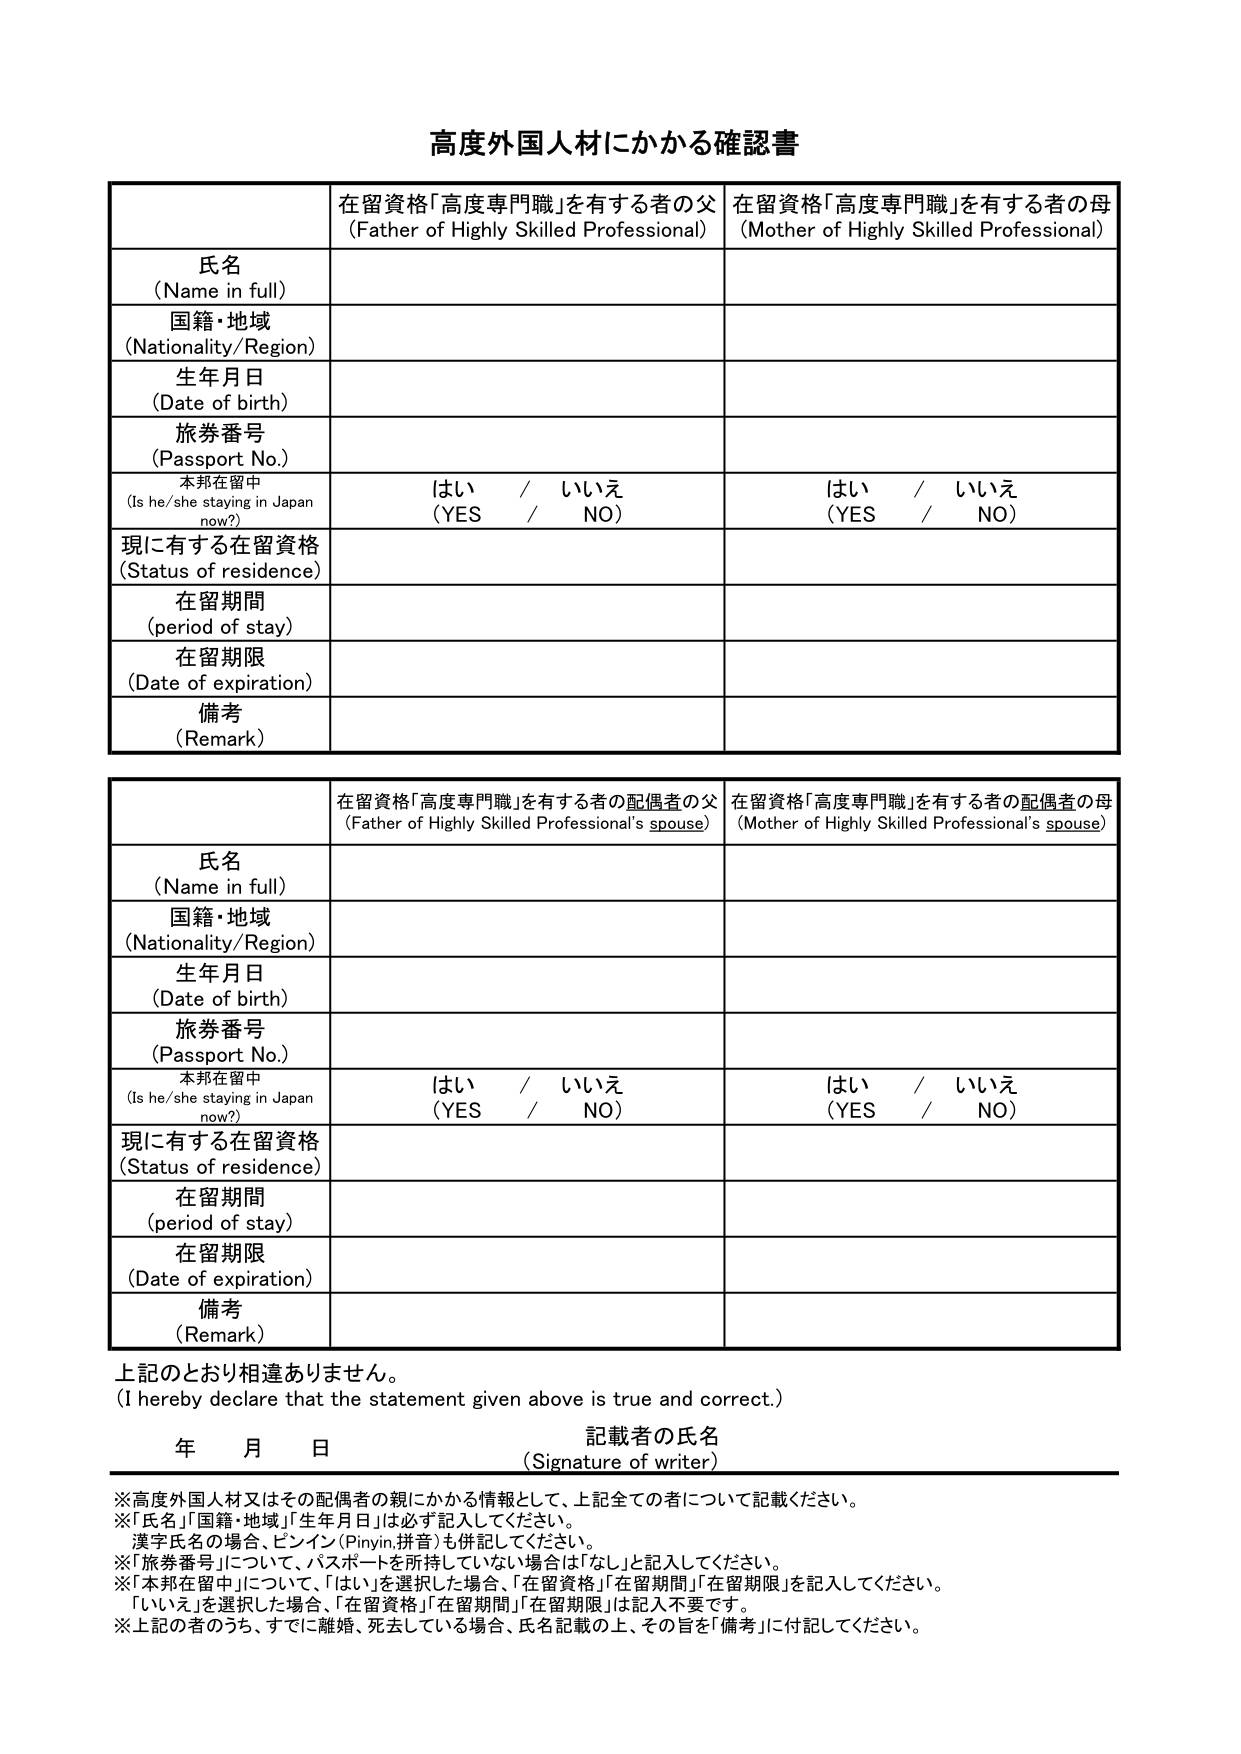 高度外国人材にかかる確認書
在留資格「高度専門職」を有する者の父
（Father of Highly Skilled Professional）
在留資格「高度専門職」を有する者の母
（Mother of Highly Skilled Professional）
氏名
（Name in full）
国籍・地域
（Nationality/Region）
生年月日
（Date of birth）
旅券番号
（Passport No.）
本邦在留中
（Is he/she staying in Japan
now?）
はい / いいえ
（YES / NO）
はい / いいえ
（YES / NO）
現に有する在留資格
（Status of residence）
在留期間
（period of stay）
在留期限
（Date of expiration）
備考
（Remark）
在留資格「高度専門職」を有する者の配偶者の父
（Father of Highly Skilled Professional's spouse）
在留資格「高度専門職」を有する者の配偶者の母
（Mother of Highly Skilled Professional's spouse）
氏名
（Name in full）
国籍・地域
（Nationality/Region）
生年月日
（Date of birth）
旅券番号
（Passport No.）
本邦在留中
（Is he/she staying in Japan
now?）
はい / いいえ
（YES / NO）
はい / いいえ
（YES / NO）
現に有する在留資格
（Status of residence）
在留期間
（period of stay）
在留期限
（Date of expiration）
備考
（Remark）
上記のとおり相違ありません。
（I hereby declare that the statement given above is true and correct.）
年 月 日
記載者の氏名
（Signature of writer）
※高度外国人材又はその配偶者の親にかかる情報として、上記全ての者について記載ください。
※「氏名」「国籍・地域」「生年月日」は必ず記入してください。
漢字氏名の場合、ピンイン（Pinyin,拼音）も併記してください。
※「旅券番号」について、パスポートを所持していない場合は「なし」と記入してください。
※「本邦在留中」について、「はい」を選択した場合、「在留資格」「在留期間」「在留期限」を記入してください。
「いいえ」を選択した場合、「在留資格」「在留期間」「在留期限」は記入不要です。
※上記の者のうち、すでに離婚、死去している場合、氏名記載の上、その旨を「備考」に付記してください。